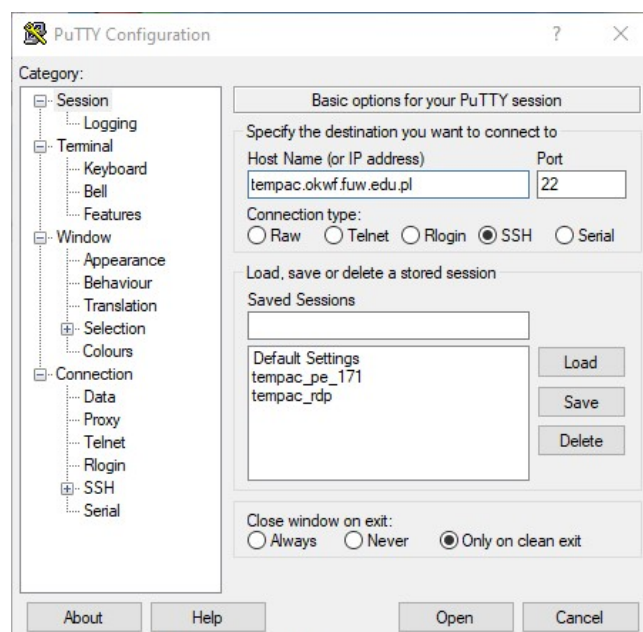 PuTTY Configuration
?
Category:
Session
Logging
Terminal
Keyboard
Bell
Features
Window
Appearance
Behaviour
Translation
Selection
Colours
Connection
Data
Proxy
Telnet
Rlogin
SSH
Serial
Basic options for your PuTTY session
Specify the destination you want to connect to
Host Name (or IP address) Port
tempac.okwf.fuw.edu.pl 22
Connection type:
Raw Telnet Rlogin SSH Serial
Load, save or delete a stored session
Saved Sessions
Default Settings
tempac_pe_171
tempac_rdp
Load
Save
Delete
Close window on exit:
Always Never Only on clean exit
About Help Open Cancel